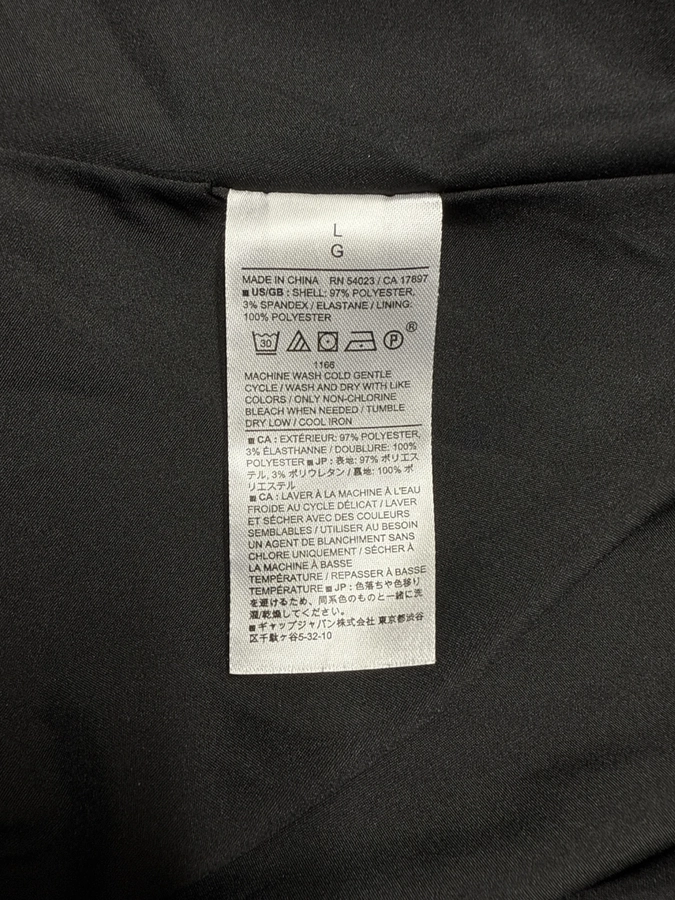 L
G
MADE IN CHINA RN 54023 / CA 17897
■ US/GB : SHELL: 97% POLYESTER,
3% SPANDEX / ELASTANE / LINING:
100% POLYESTER
30 P ®
1166
MACHINE WASH COLD GENTLE
CYCLE / WASH AND DRY WITH LIKE
COLORS / ONLY NON-CHLORINE
BLEACH WHEN NEEDED / TUMBLE
DRY LOW / COOL IRON
■ CA : EXTÉRIEUR: 97% POLYESTER,
3% ÉLASTHANNE / DOUBLURE: 100%
POLYESTER ■ JP : 表地: 97% ポリエス
テル, 3% ポリウレタン / 裏地: 100% ポ
リエステル
■ CA : LAVER À LA MACHINE À L'EAU
FROIDE AU CYCLE DÉLICAT / LAVER
ET SÉCHER AVEC DES COULEURS
SEMBLABLES / UTILISER AU BESOIN
UN AGENT DE BLANCHIMENT SANS
CHLORE UNIQUEMENT / SÉCHER À
LA MACHINE À BASSE
TEMPÉRATURE / REPASSER À BASSE
TEMPÉRATURE ■ JP : 色落ちや色移り
を避けるため、同系色のものと一緒に洗
濯/乾燥してください。
■ ギャップジャパン株式会社 東京都渋谷
区千駄ヶ谷5-32-10